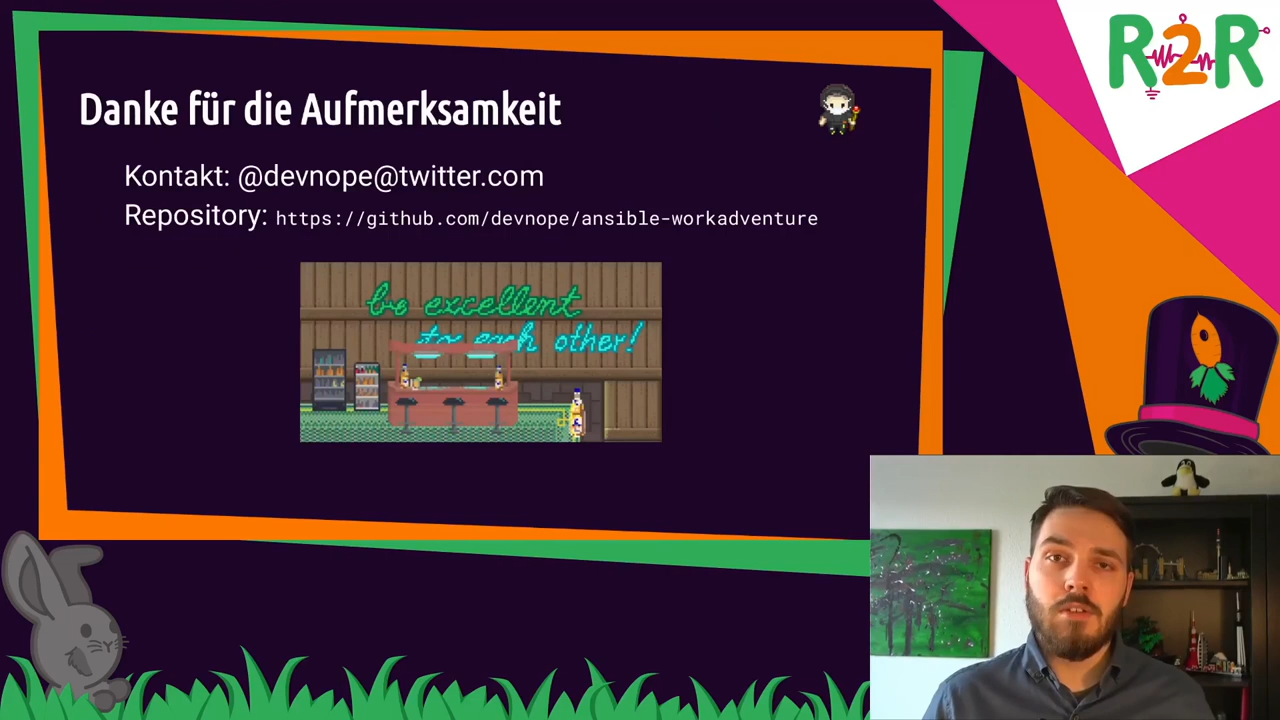 R2R
Danke für die Aufmerksamkeit
Kontakt: @devnope@twitter.com
Repository: https://github.com/devnope/ansible-workadventure
be excellent
to each other!